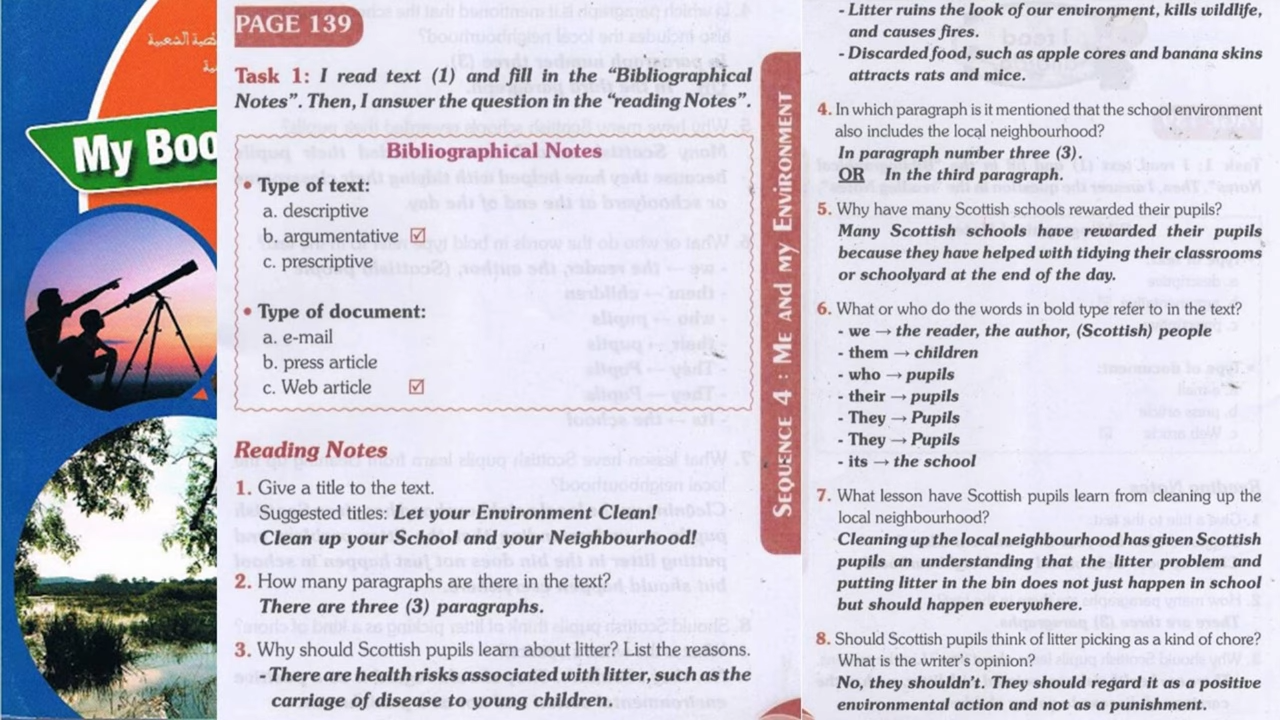 الشعبية
My Boo
PAGE 139
Task 1: I read text (1) and fill in the “Bibliographical
Notes”. Then, I answer the question in the “reading Notes”.
Bibliographical Notes
• Type of text:
a. descriptive
b. argumentative ☑
c. prescriptive
• Type of document:
a. e-mail
b. press article
c. Web article ☑
Reading Notes
1. Give a title to the text.
Suggested titles: Let your Environment Clean!
Clean up your School and your Neighbourhood!
2. How many paragraphs are there in the text?
There are three (3) paragraphs.
3. Why should Scottish pupils learn about litter? List the reasons.
- There are health risks associated with litter, such as the
carriage of disease to young children.
SEQUENCE 4 : ME AND MY ENVIRONMENT
- Litter ruins the look of our environment, kills wildlife,
and causes fires.
- Discarded food, such as apple cores and banana skins
attracts rats and mice.
4. In which paragraph is it mentioned that the school environment
also includes the local neighbourhood?
In paragraph number three (3).
OR In the third paragraph.
5. Why have many Scottish schools rewarded their pupils?
Many Scottish schools have rewarded their pupils
because they have helped with tidying their classrooms
or schoolyard at the end of the day.
6. What or who do the words in bold type refer to in the text?
- we → the reader, the author, (Scottish) people
- them → children
- who → pupils
- their → pupils
- They → Pupils
- They → Pupils
- its → the school
7. What lesson have Scottish pupils learn from cleaning up the
local neighbourhood?
Cleaning up the local neighbourhood has given Scottish
pupils an understanding that the litter problem and
putting litter in the bin does not just happen in school
but should happen everywhere.
8. Should Scottish pupils think of litter picking as a kind of chore?
What is the writer's opinion?
No, they shouldn't. They should regard it as a positive
environmental action and not as a punishment.